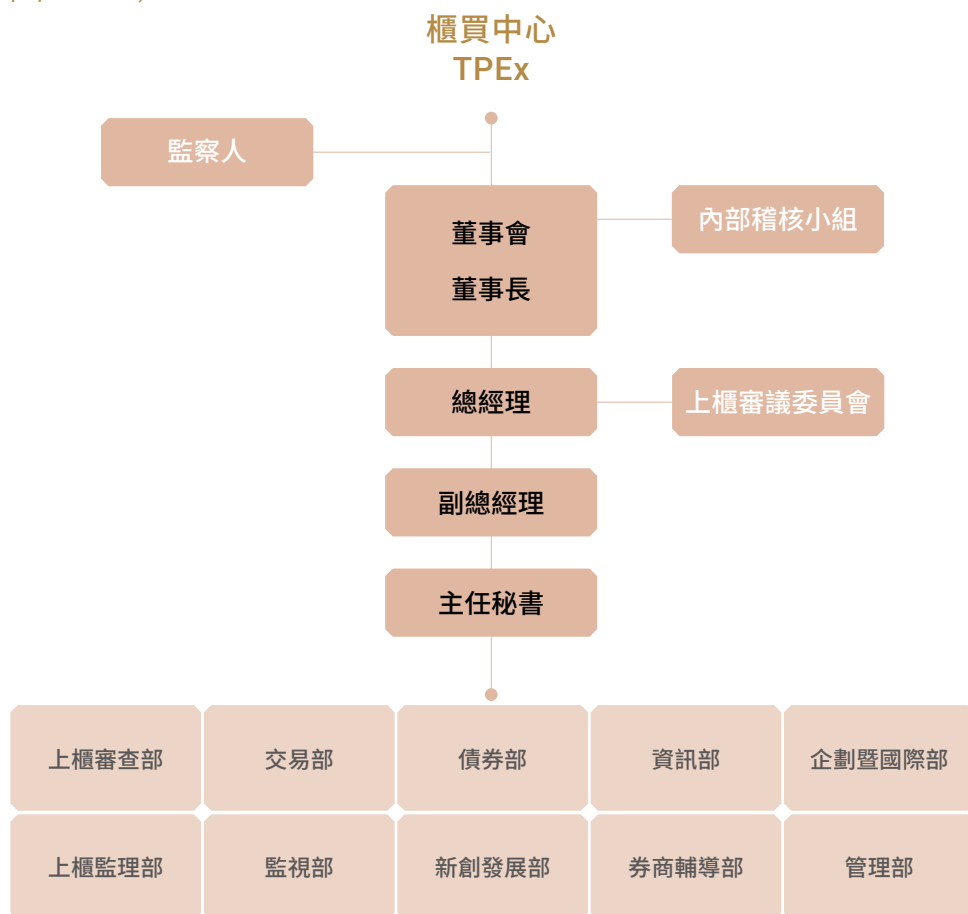 櫃買中心
TPEx
監察人
董事會
董事長
內部稽核小組
總經理
上櫃審議委員會
副總經理
主任秘書
上櫃審查部
交易部
債券部
資訊部
企劃暨國際部
上櫃監理部
監視部
新創發展部
券商輔導部
管理部